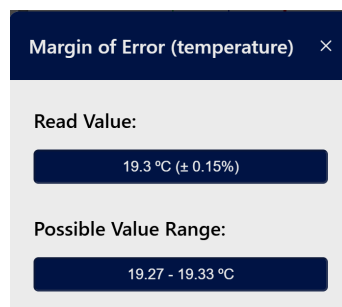 Margin of Error (temperature) ×
Read Value:
19.3 ºC (± 0.15%)
Possible Value Range:
19.27 - 19.33 ºC